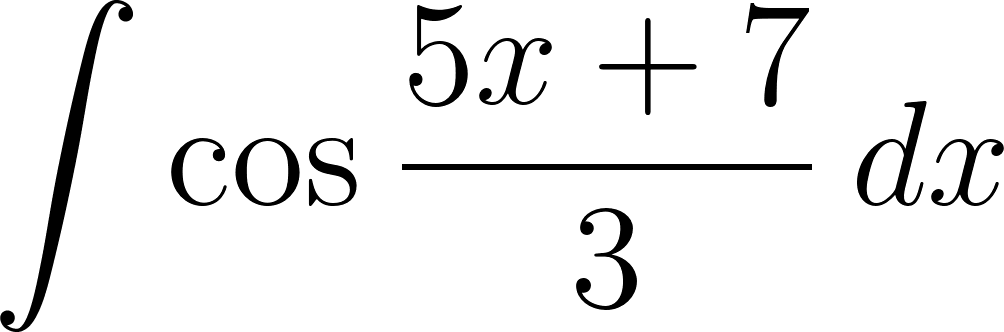 ∫ cos (5x + 7)/3 dx